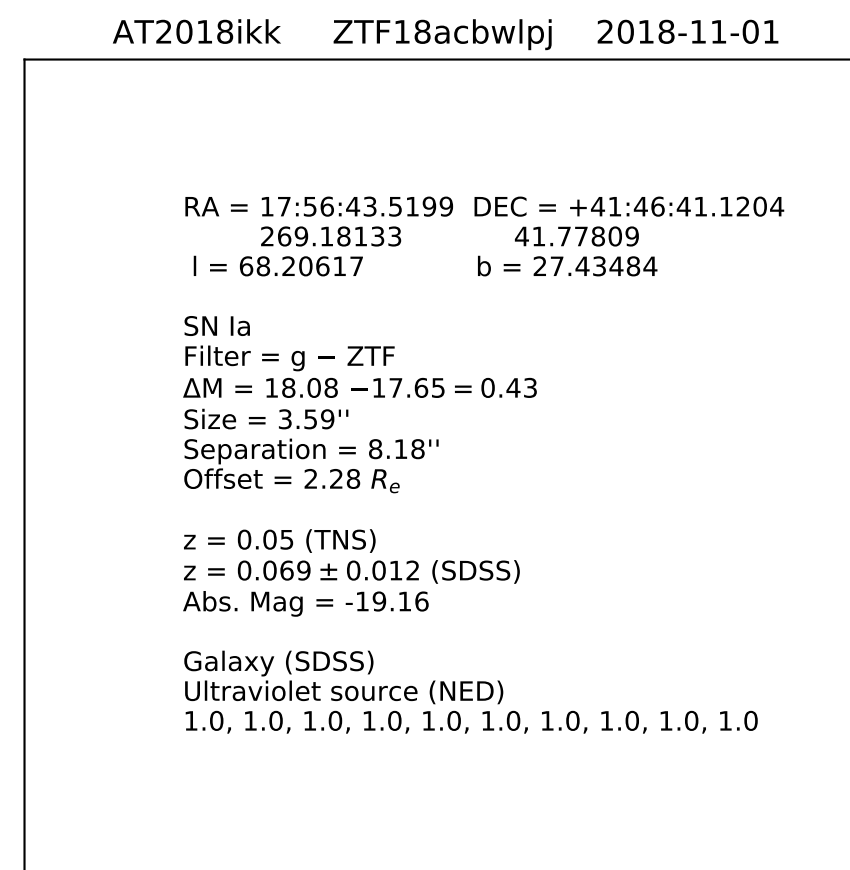 AT2018ikk ZTF18acbwlpj 2018-11-01
RA = 17:56:43.5199 DEC = +41:46:41.1204
269.18133 41.77809
l = 68.20617 b = 27.43484
SN Ia
Filter = g − ZTF
ΔM = 18.08 −17.65 = 0.43
Size = 3.59''
Separation = 8.18''
Offset = 2.28 Rₑ
z = 0.05 (TNS)
z = 0.069 ± 0.012 (SDSS)
Abs. Mag = -19.16
Galaxy (SDSS)
Ultraviolet source (NED)
1.0, 1.0, 1.0, 1.0, 1.0, 1.0, 1.0, 1.0, 1.0, 1.0